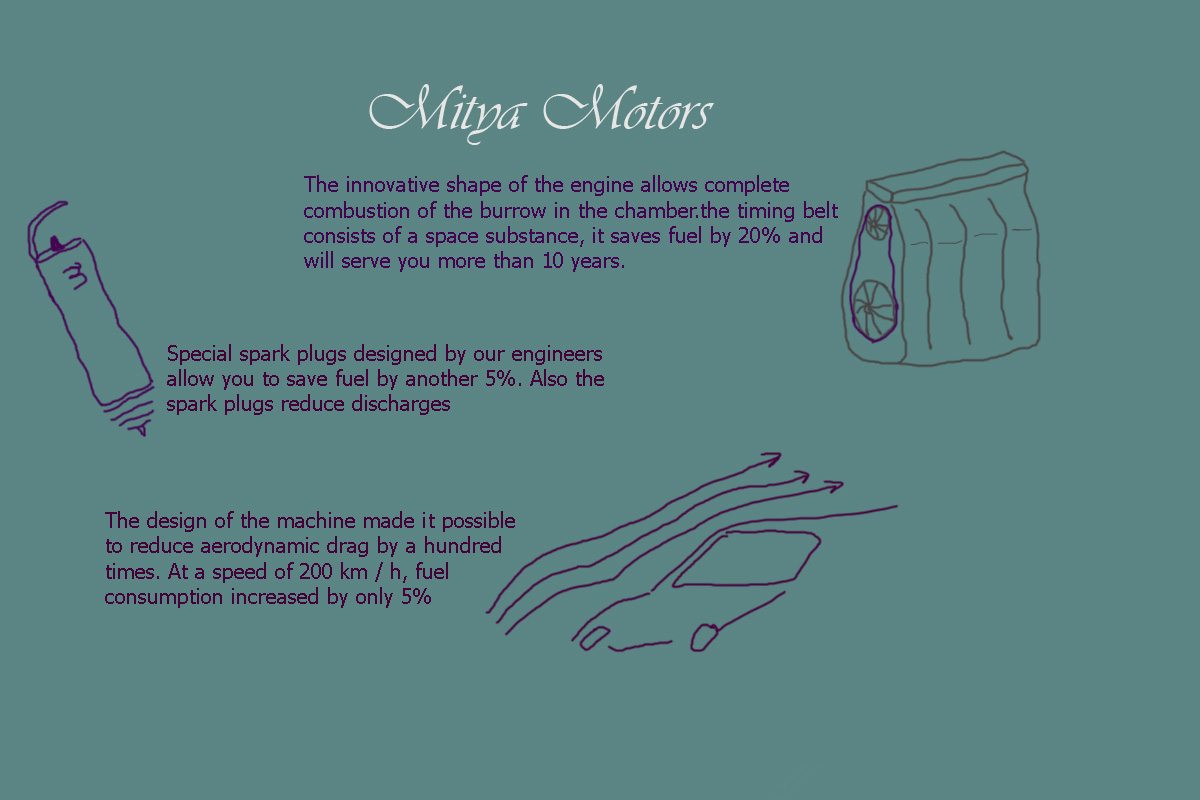 Mitya Motors
The innovative shape of the engine allows complete
combustion of the burrow in the chamber.the timing belt
consists of a space substance, it saves fuel by 20% and
will serve you more than 10 years.
Special spark plugs designed by our engineers
allow you to save fuel by another 5%. Also the
spark plugs reduce discharges
The design of the machine made it possible
to reduce aerodynamic drag by a hundred
times. At a speed of 200 km / h, fuel
consumption increased by only 5%